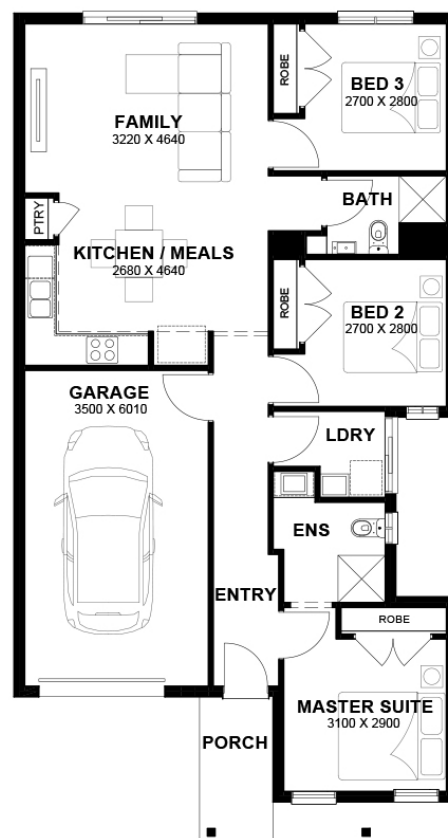 ROBE
BED 3
2700 X 2800
FAMILY
3220 X 4640
PTRY
BATH
KITCHEN / MEALS
2680 X 4640
ROBE
BED 2
2700 X 2800
GARAGE
3500 X 6010
LDRY
ENS
ENTRY
ROBE
MASTER SUITE
3100 X 2900
PORCH